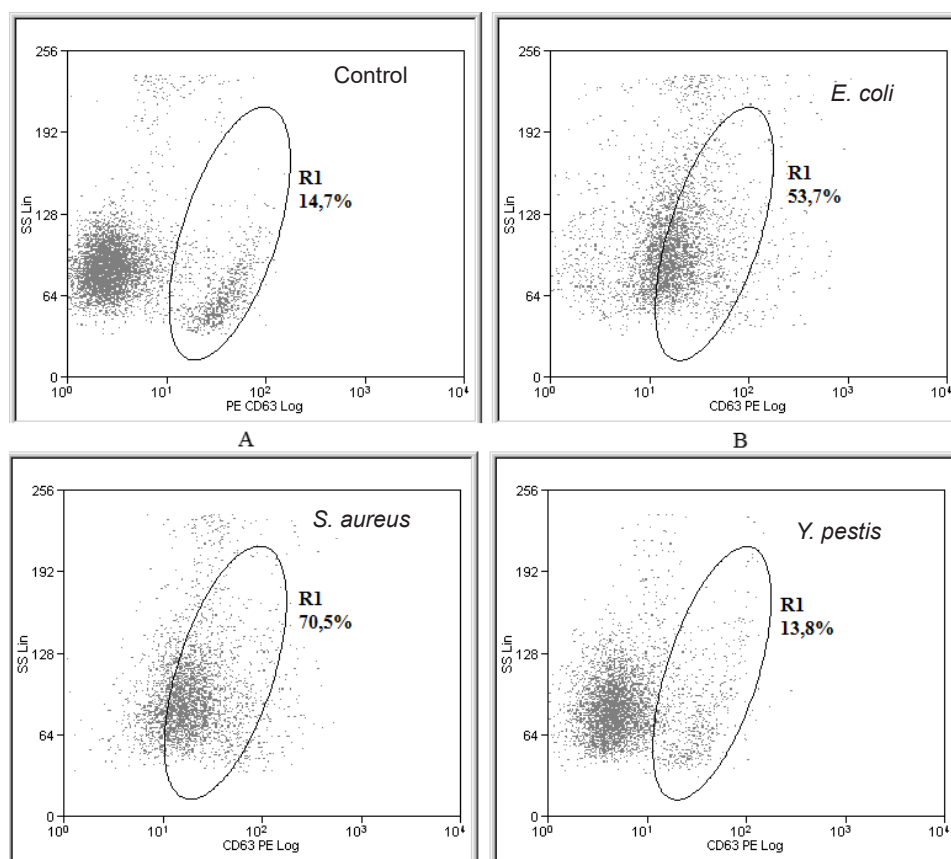 256
Control
192
R1
14,7%
SS Lin
128
64
0
10⁰ 10¹ 10² 10³ 10⁴
PE CD63 Log
A
256
E. coli
192
R1
53,7%
SS Lin
128
64
0
10⁰ 10¹ 10² 10³ 10⁴
CD63 PE Log
B
256
S. aureus
192
R1
70,5%
SS Lin
128
64
0
10⁰ 10¹ 10² 10³ 10⁴
CD63 PE Log
256
Y. pestis
192
R1
13,8%
SS Lin
128
64
0
10⁰ 10¹ 10² 10³ 10⁴
CD63 PE Log